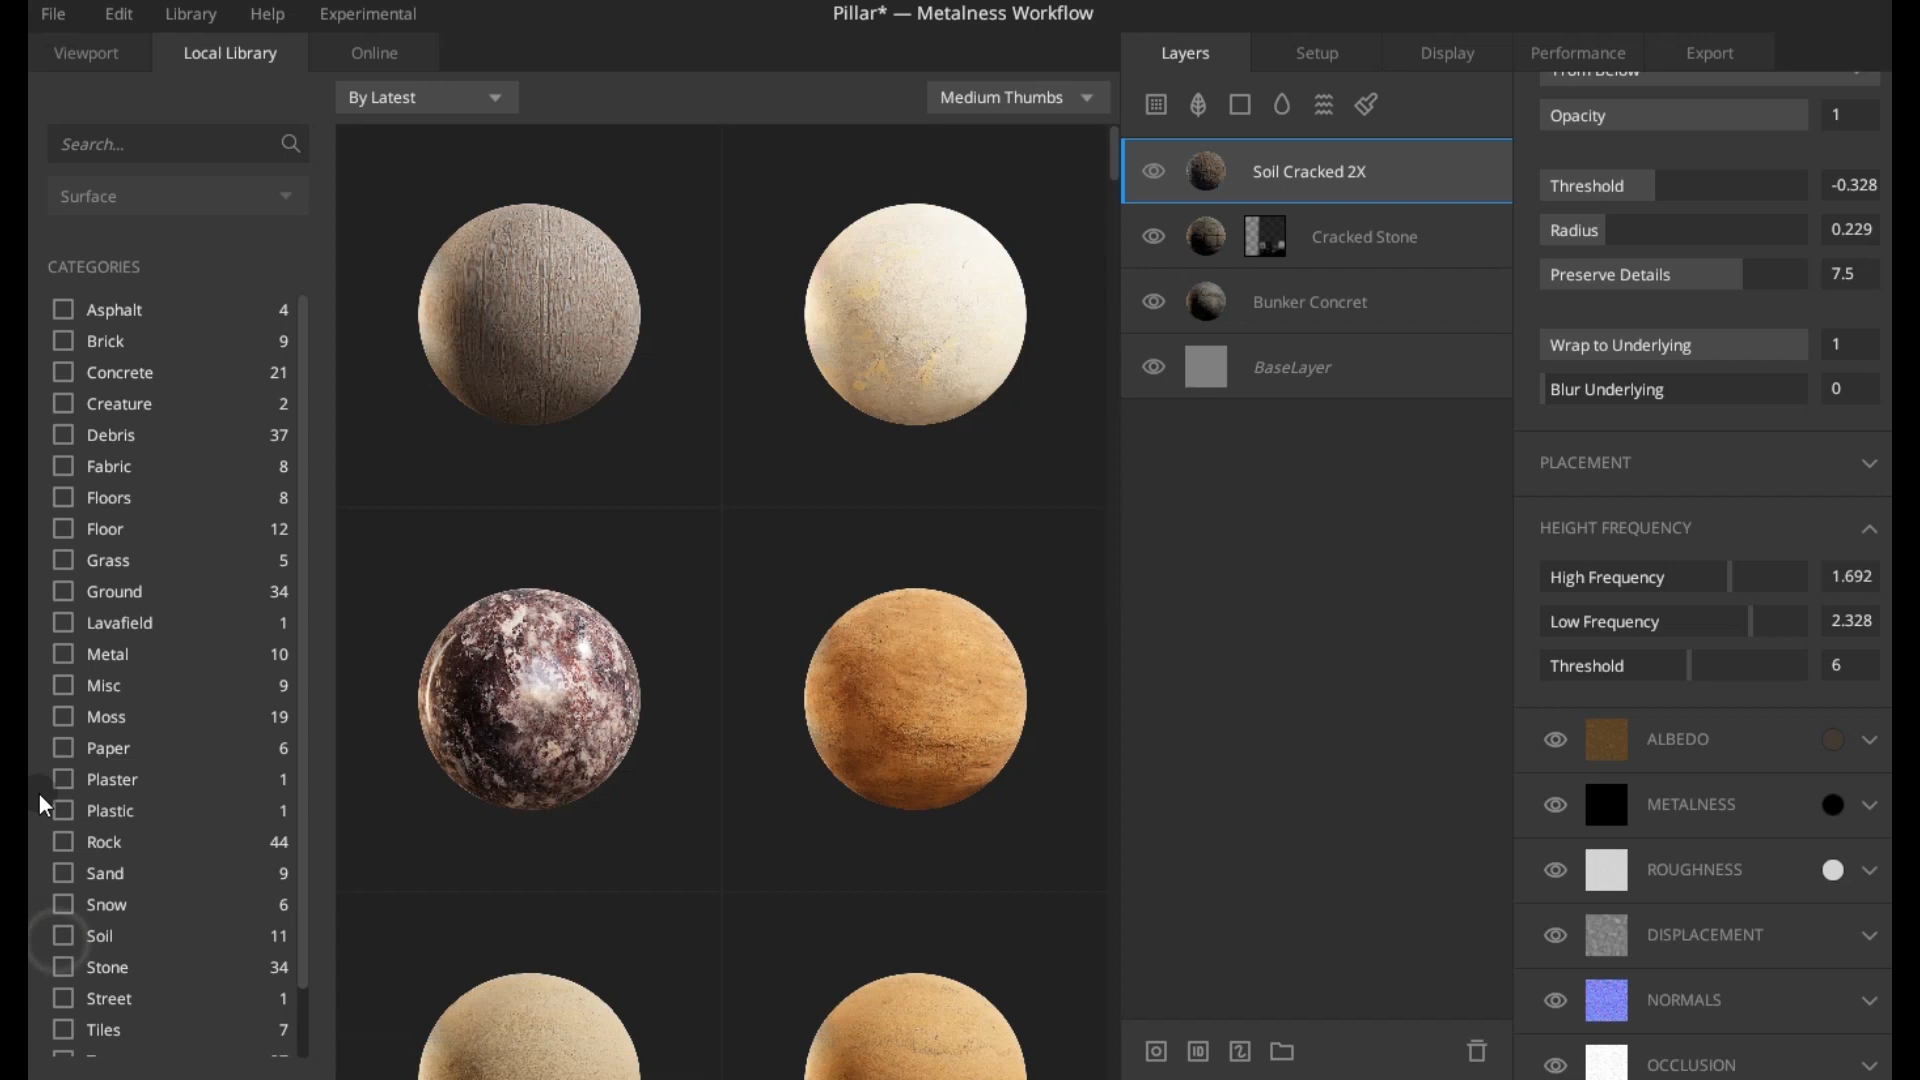 File Edit Library Help Experimental
Pillar* — Metalness Workflow
Viewport Local Library Online
Layers Setup Display Performance Export
By Latest
Medium Thumbs
Search...
Surface
CATEGORIES
Asphalt 4
Brick 9
Concrete 21
Creature 2
Debris 37
Fabric 8
Floors 8
Floor 12
Grass 5
Ground 34
Lavafield 1
Metal 10
Misc 9
Moss 19
Paper 6
Plaster 1
Plastic 1
Rock 44
Sand 9
Snow 6
Soil 11
Stone 34
Street 1
Tiles 7
Soil Cracked 2X
Cracked Stone
Bunker Concret
BaseLayer
ID
From Below
Opacity 1
Threshold -0.328
Radius 0.229
Preserve Details 7.5
Wrap to Underlying 1
Blur Underlying 0
PLACEMENT
HEIGHT FREQUENCY
High Frequency 1.692
Low Frequency 2.328
Threshold 6
ALBEDO
METALNESS
ROUGHNESS
DISPLACEMENT
NORMALS
OCCLUSION